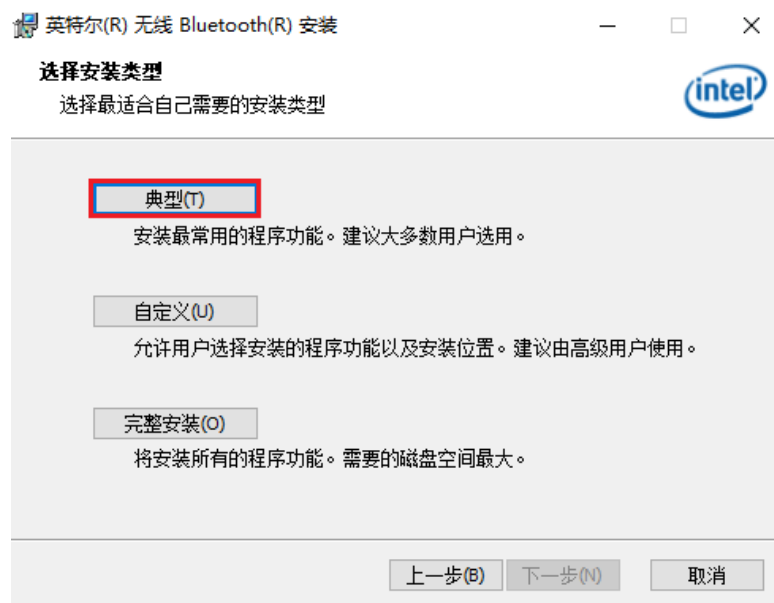 英特尔(R) 无线 Bluetooth(R) 安装
选择安装类型
选择最适合自己需要的安装类型
intel
典型(T)
安装最常用的程序功能。建议大多数用户选用。
自定义(U)
允许用户选择安装的程序功能以及安装位置。建议由高级用户使用。
完整安装(O)
将安装所有的程序功能。需要的磁盘空间最大。
上一步(B) 下一步(N) 取消